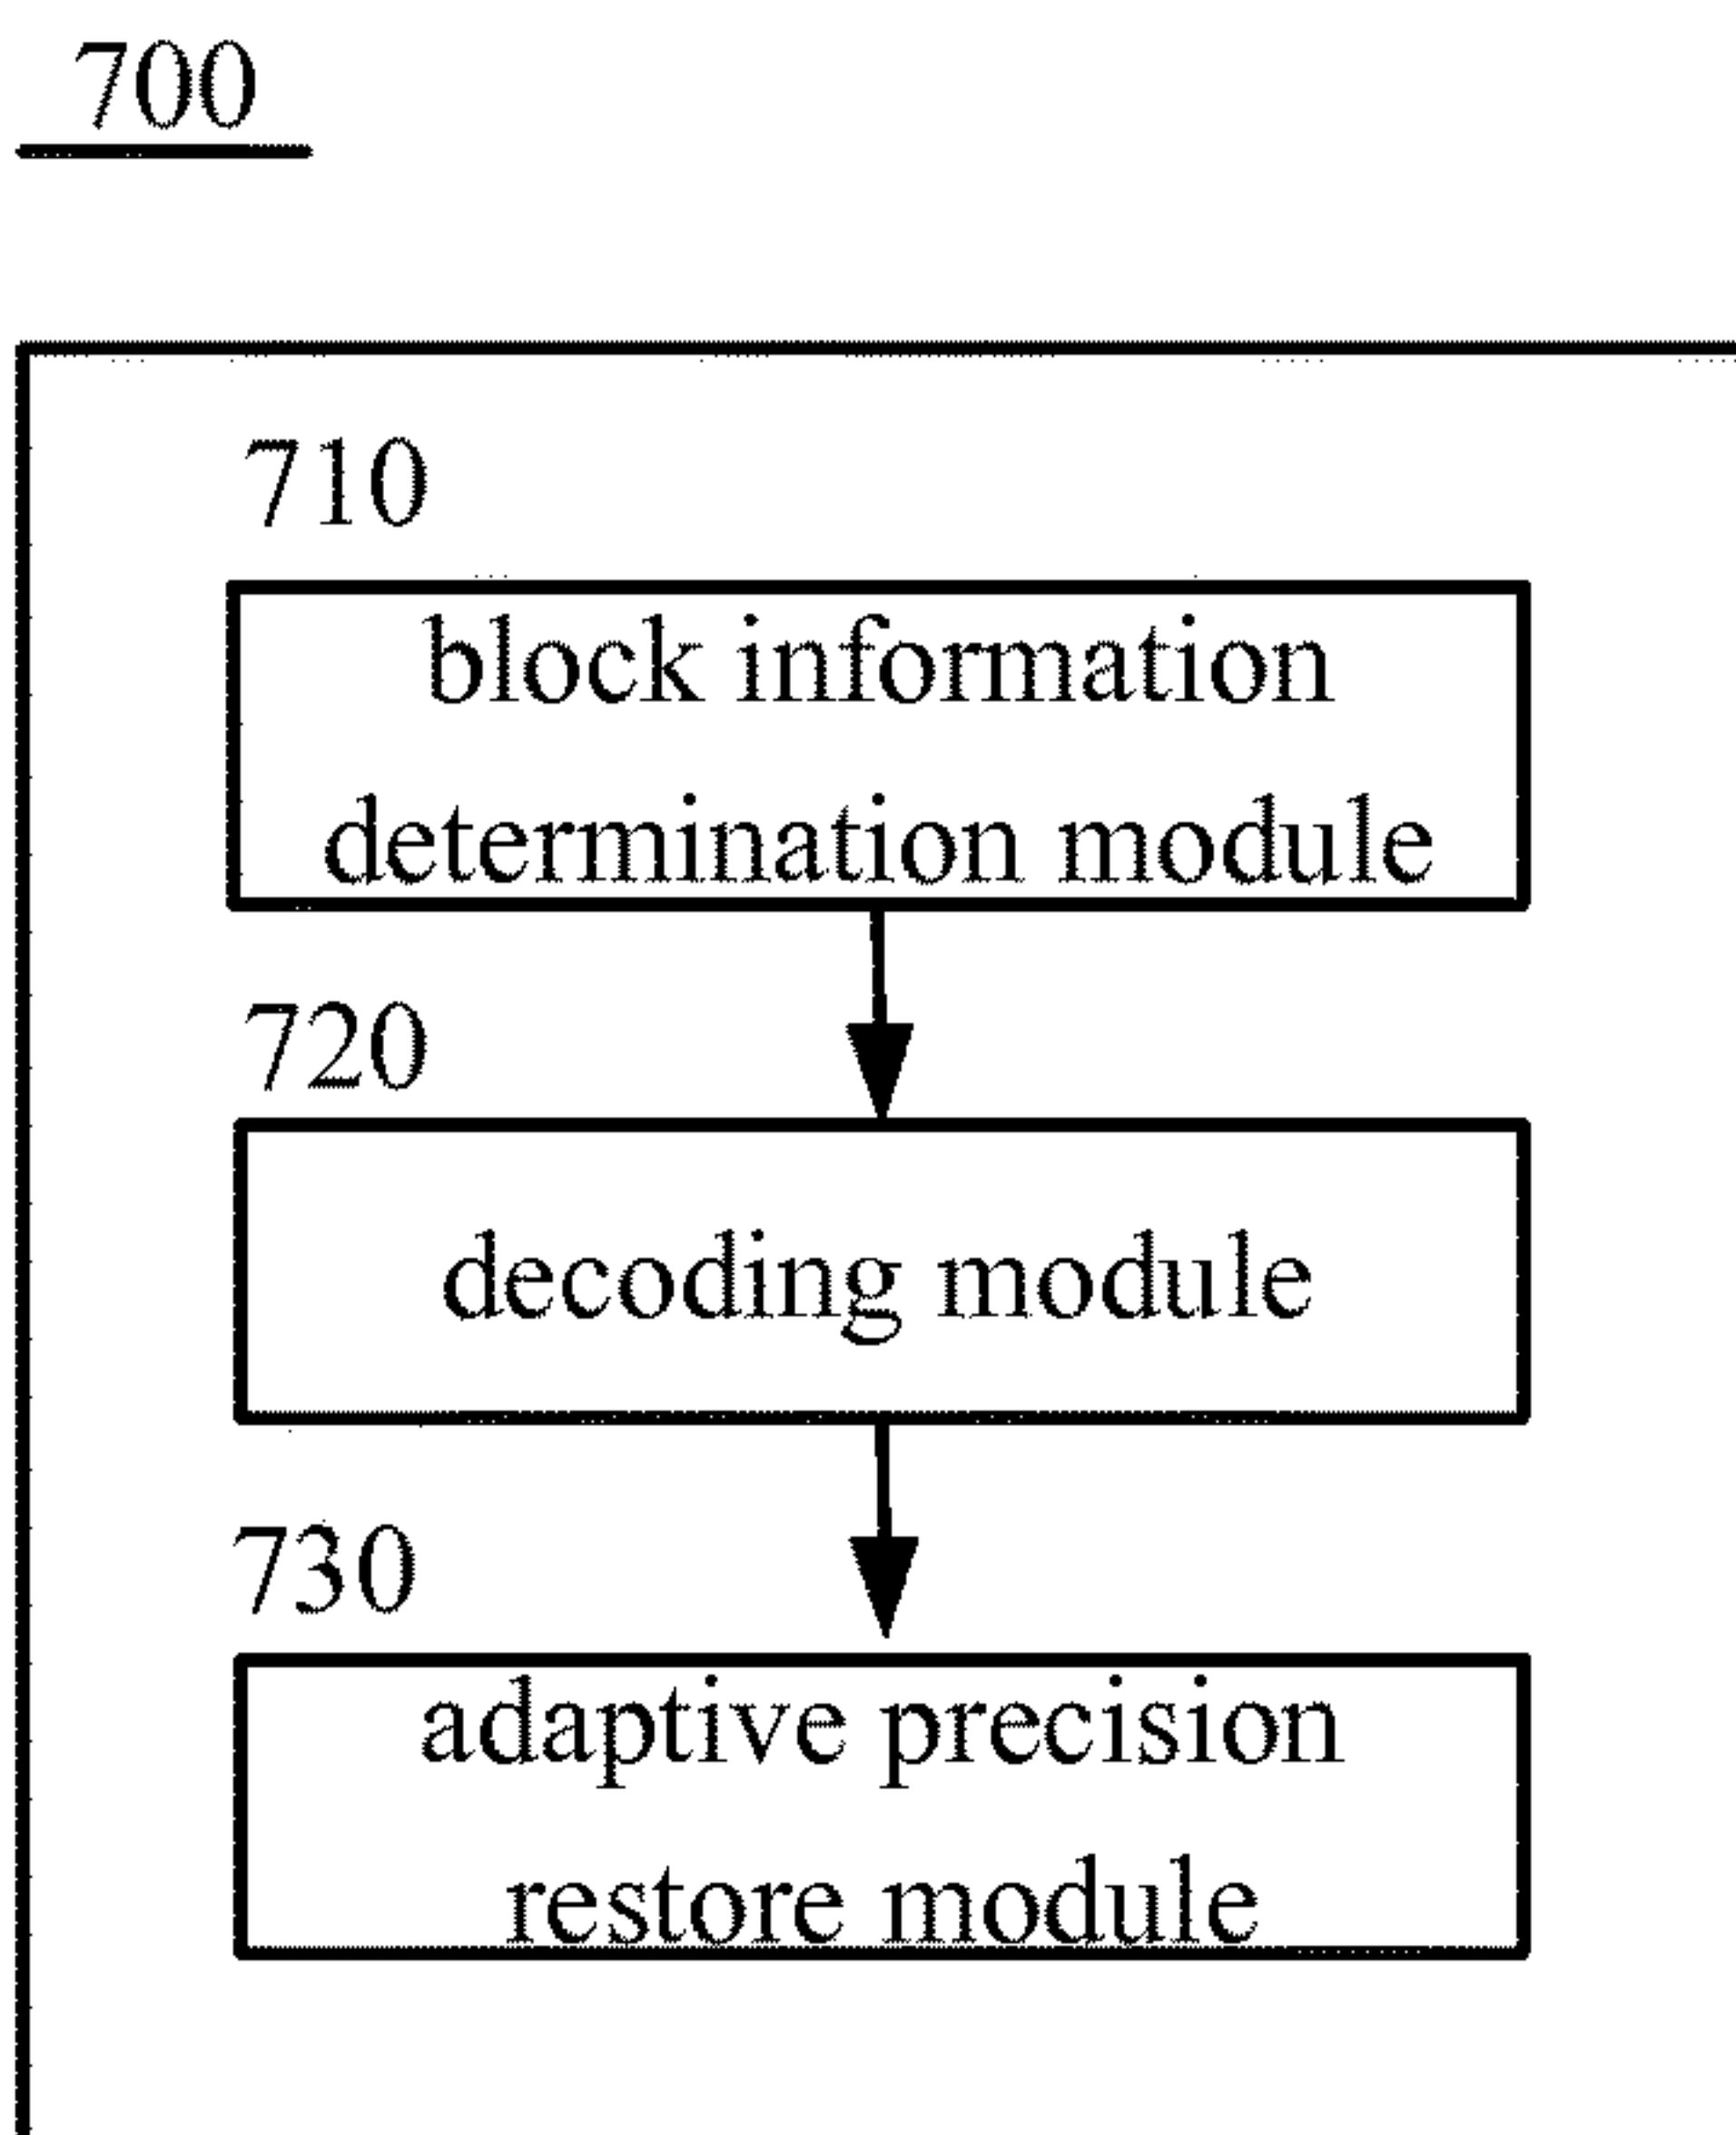 700
710
block information
determination module
720
decoding module
730
adaptive precision
restore module